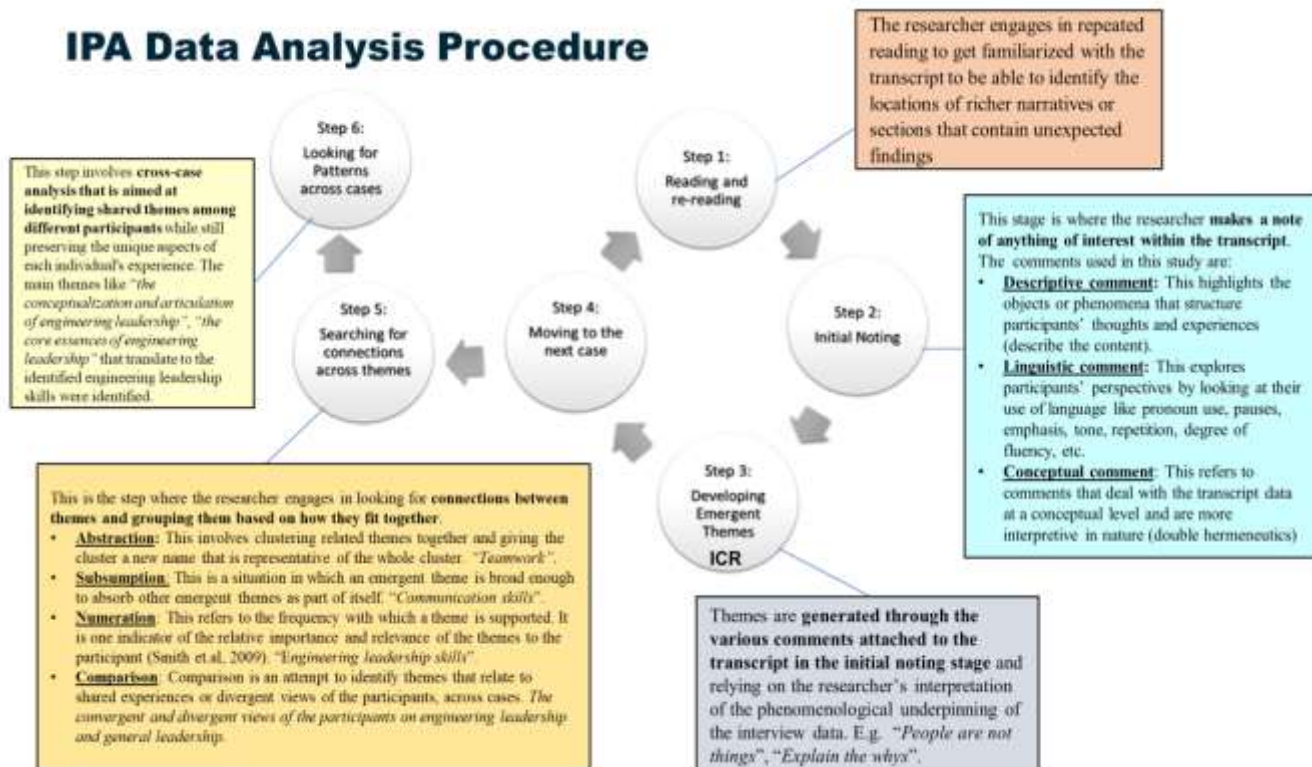 IPA Data Analysis Procedure
The researcher engages in repeated
reading to get familiarized with the
transcript to be able to identify the
locations of richer narratives or
sections that contain unexpected
findings
Step 1:
Reading and
re-reading
This stage is where the researcher makes a note
of anything of interest within the transcript.
The comments used in this study are:
• Descriptive comment: This highlights the
objects or phenomena that structure
participants' thoughts and experiences
(describe the content).
• Linguistic comment: This explores
participants' perspectives by looking at their
use of language like pronoun use, pauses,
emphasis, tone, repetition, degree of
fluency, etc.
• Conceptual comment: This refers to
comments that deal with the transcript data
at a conceptual level and are more
interpretive in nature (double hermeneutics)
Step 2:
Initial Noting
Step 3:
Developing
Emergent
Themes
ICR
Themes are generated through the
various comments attached to the
transcript in the initial noting stage and
relying on the researcher's interpretation
of the phenomenological underpinning of
the interview data. E.g. "People are not
things", "Explain the whys".
Step 4:
Moving to the
next case
Step 5:
Searching for
connections
across themes
This is the step where the researcher engages in looking for connections between
themes and grouping them based on how they fit together.
• Abstraction: This involves clustering related themes together and giving the
cluster a new name that is representative of the whole cluster. "Teamwork".
• Subsumption: This is a situation in which an emergent theme is broad enough
to absorb other emergent themes as part of itself. "Communication skills".
• Numeration: This refers to the frequency with which a theme is supported. It
is one indicator of the relative importance and relevance of the themes to the
participant (Smith et.al, 2009). "Engineering leadership skills".
• Comparison: Comparison is an attempt to identify themes that relate to
shared experiences or divergent views of the participants, across cases. The
convergent and divergent views of the participants on engineering leadership
and general leadership.
Step 6:
Looking for
Patterns
across cases
This step involves cross-case
analysis that is aimed at
identifying shared themes among
different participants while still
preserving the unique aspects of
each individual's experience. The
main themes like "the
conceptualization and articulation
of engineering leadership", "the
core essences of engineering
leadership" that translate to the
identified engineering leadership
skills were identified.